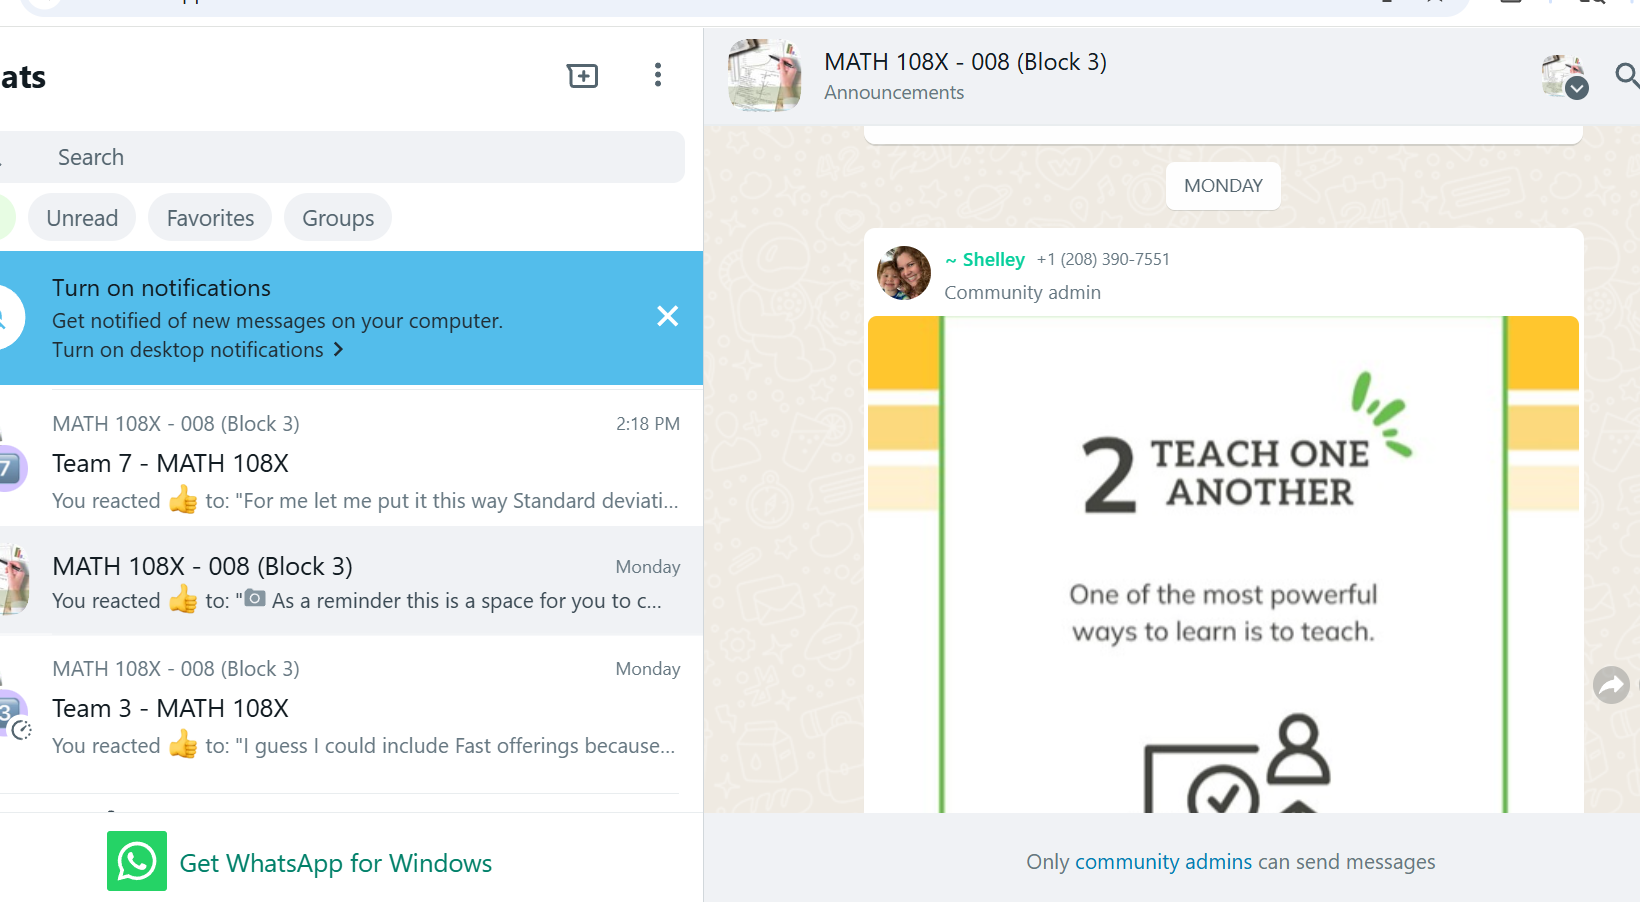 ats
Search
Unread
Favorites
Groups
Turn on notifications
Get notified of new messages on your computer.
Turn on desktop notifications
MATH 108X - 008 (Block 3)
2:18 PM
7
Team 7 - MATH 108X
You reacted 👍 to: "For me let me put it this way Standard deviati...
MATH 108X - 008 (Block 3)
Monday
You reacted 👍 to: "📷 As a reminder this is a space for you to c...
MATH 108X - 008 (Block 3)
Monday
3
Team 3 - MATH 108X
You reacted 👍 to: "I guess I could include Fast offerings because...
Get WhatsApp for Windows
MATH 108X - 008 (Block 3)
Announcements
MONDAY
~ Shelley +1 (208) 390-7551
Community admin
2 TEACH ONE
ANOTHER
One of the most powerful
ways to learn is to teach.
Only community admins can send messages